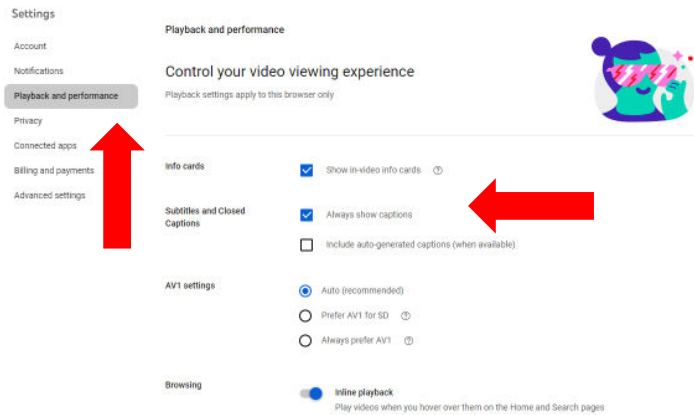 Settings
Account
Notifications
Playback and performance
Privacy
Connected apps
Billing and payments
Advanced settings
Playback and performance
Control your video viewing experience
Playback settings apply to this browser only
Info cards
Show in-video info cards
Subtitles and Closed
Captions
Always show captions
Include auto-generated captions (when available)
AV1 settings
Auto (recommended)
Prefer AV1 for SD
Always prefer AV1
Browsing
Inline playback
Play videos when you hover over them on the Home and Search pages